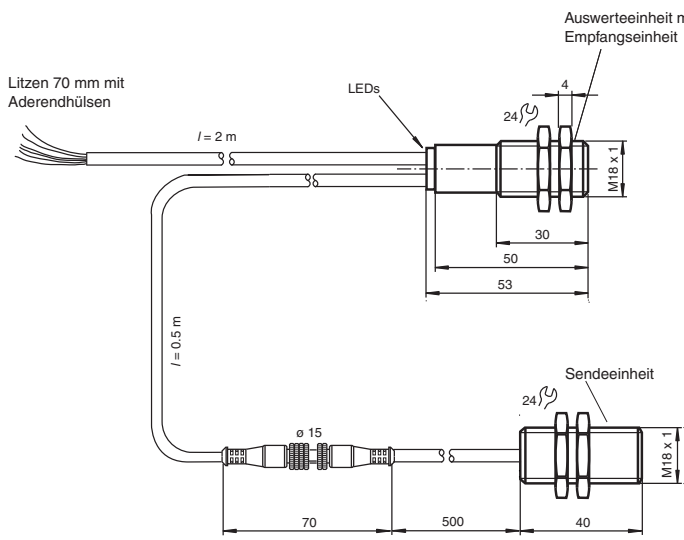 Auswerteeinheit m
Empfangseinheit
Litzen 70 mm mit
Aderendhülsen
LEDs
4
24
l = 2 m
M18 x 1
30
50
53
l = 0.5 m
Sendeeinheit
24
ø 15
M18 x 1
70
500
40